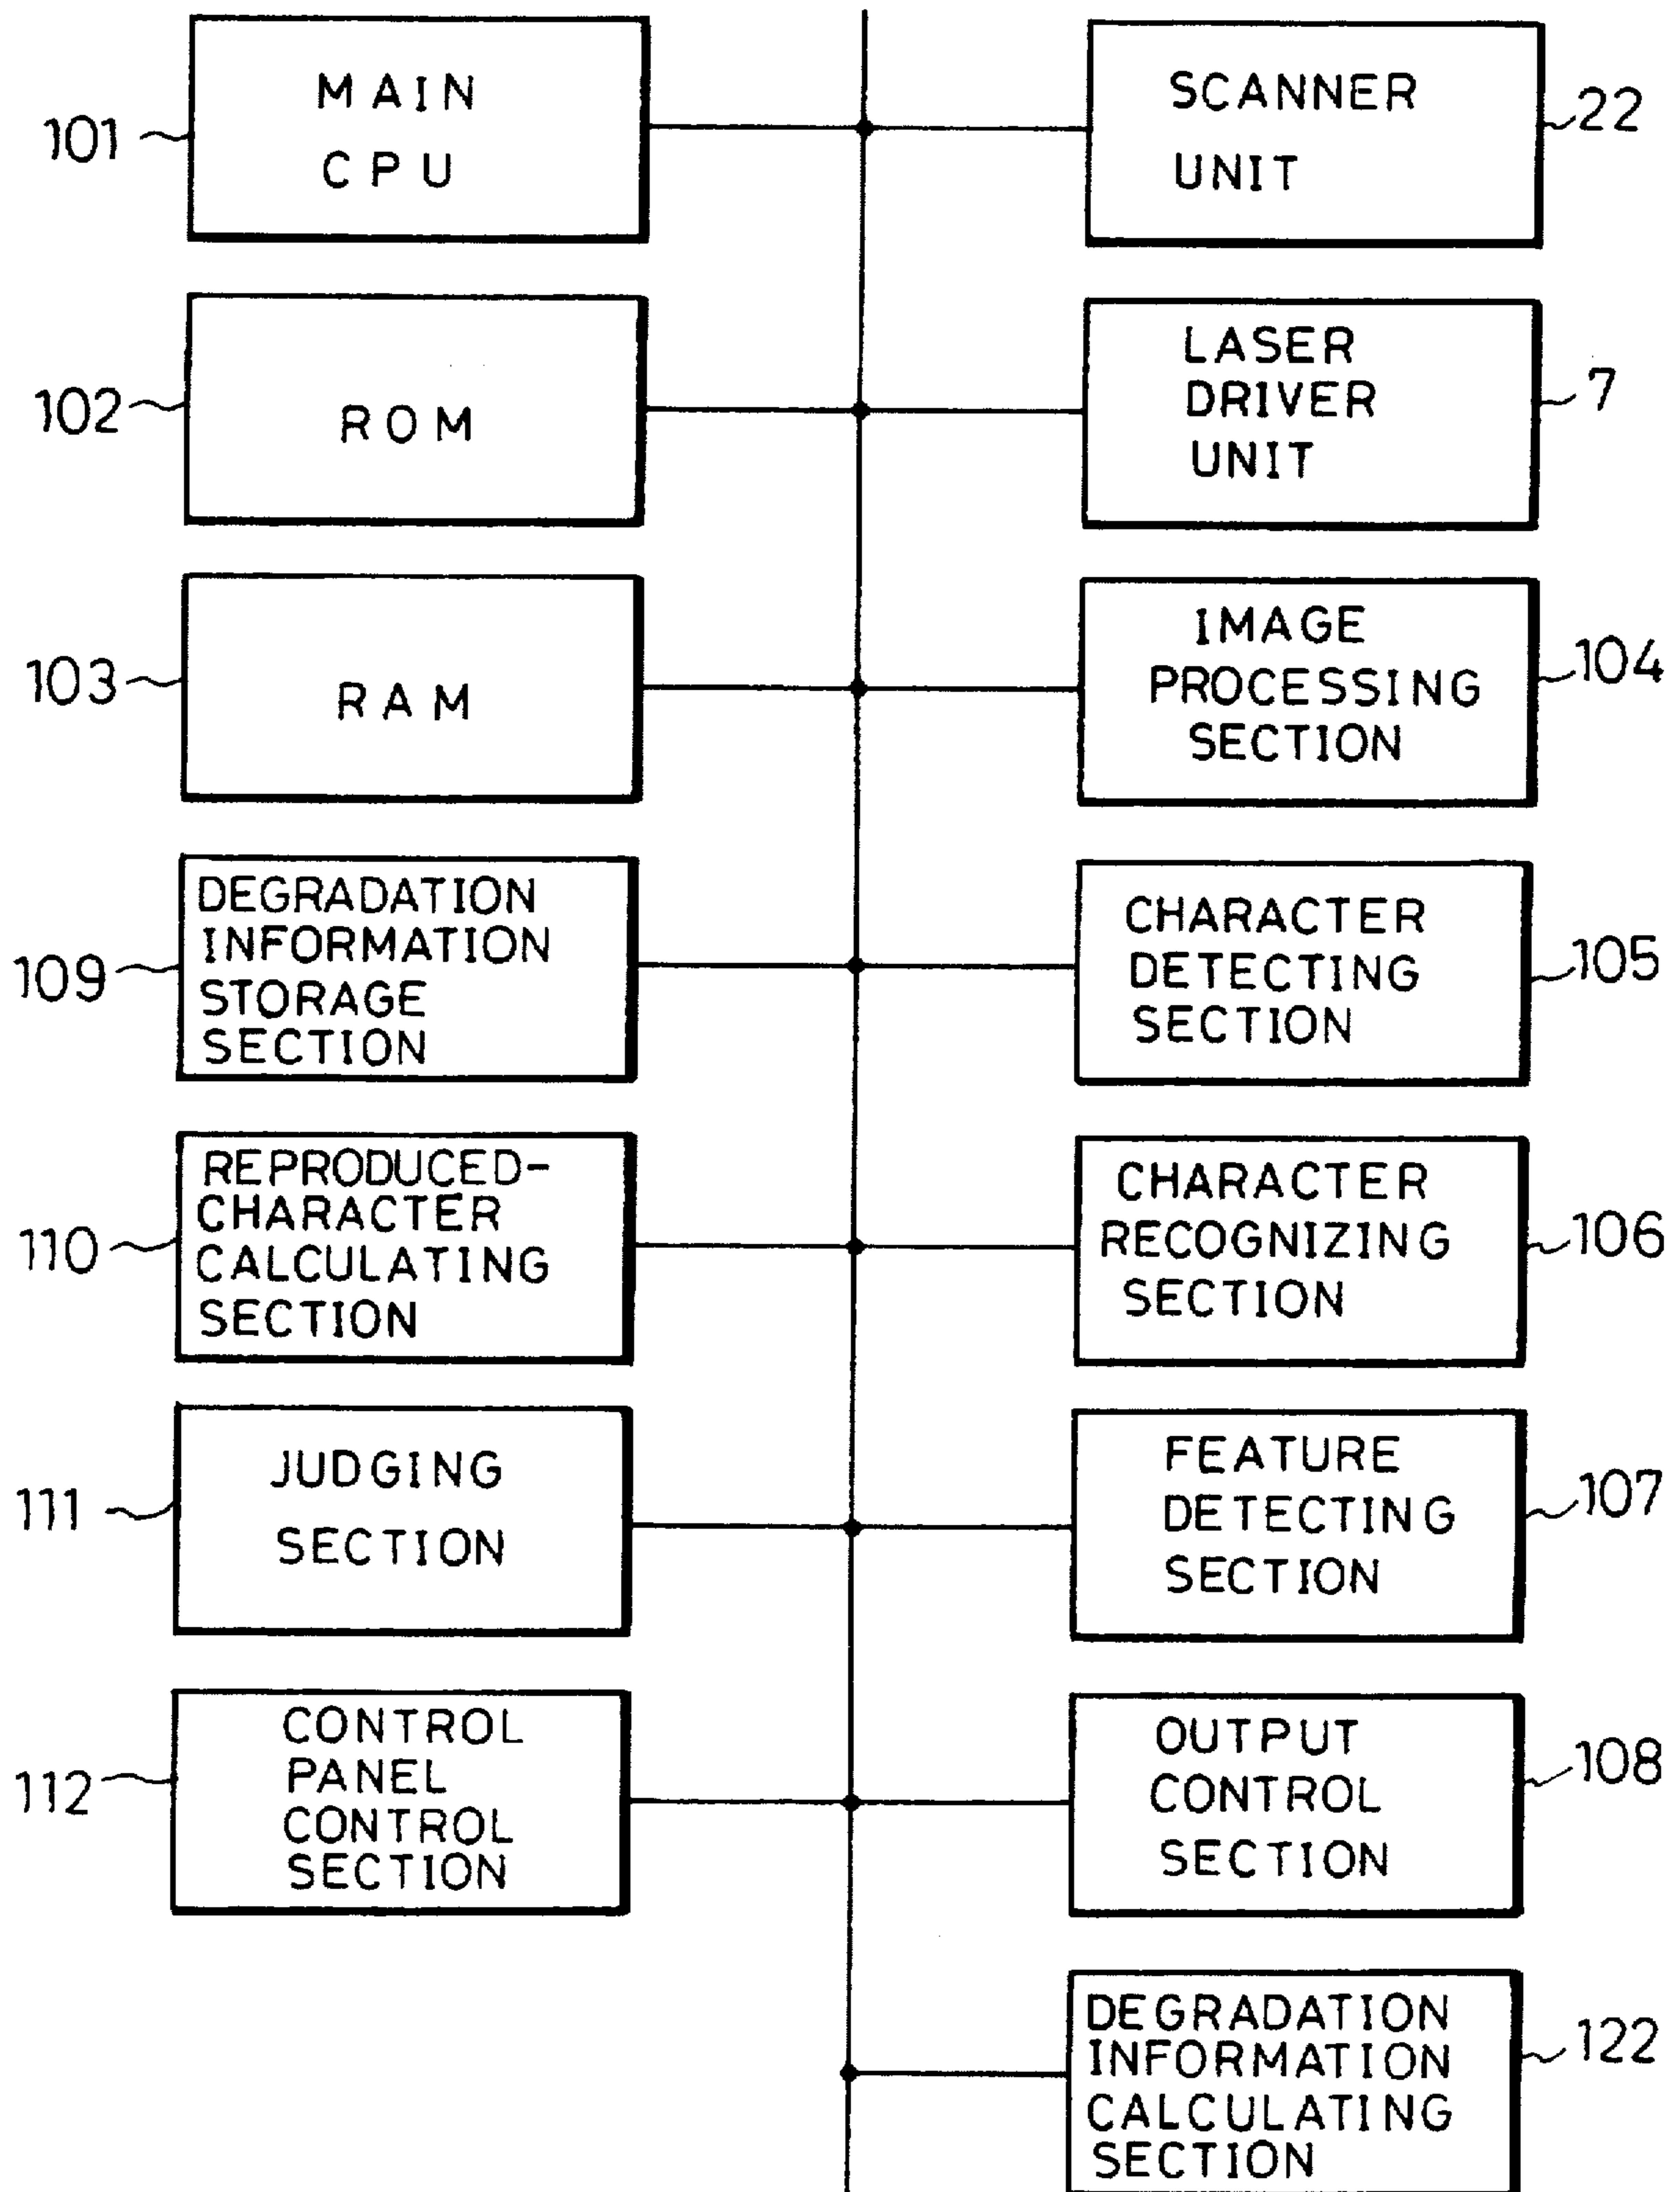 MAIN
CPU
101
SCANNER
UNIT
22
ROM
102
LASER
DRIVER
UNIT
7
RAM
103
IMAGE
PROCESSING
SECTION
104
DEGRADATION
INFORMATION
STORAGE
SECTION
109
CHARACTER
DETECTING
SECTION
105
REPRODUCED-
CHARACTER
CALCULATING
SECTION
110
CHARACTER
RECOGNIZING
SECTION
106
JUDGING
SECTION
111
FEATURE
DETECTING
SECTION
107
CONTROL
PANEL
CONTROL
SECTION
112
OUTPUT
CONTROL
SECTION
108
DEGRADATION
INFORMATION
CALCULATING
SECTION
122